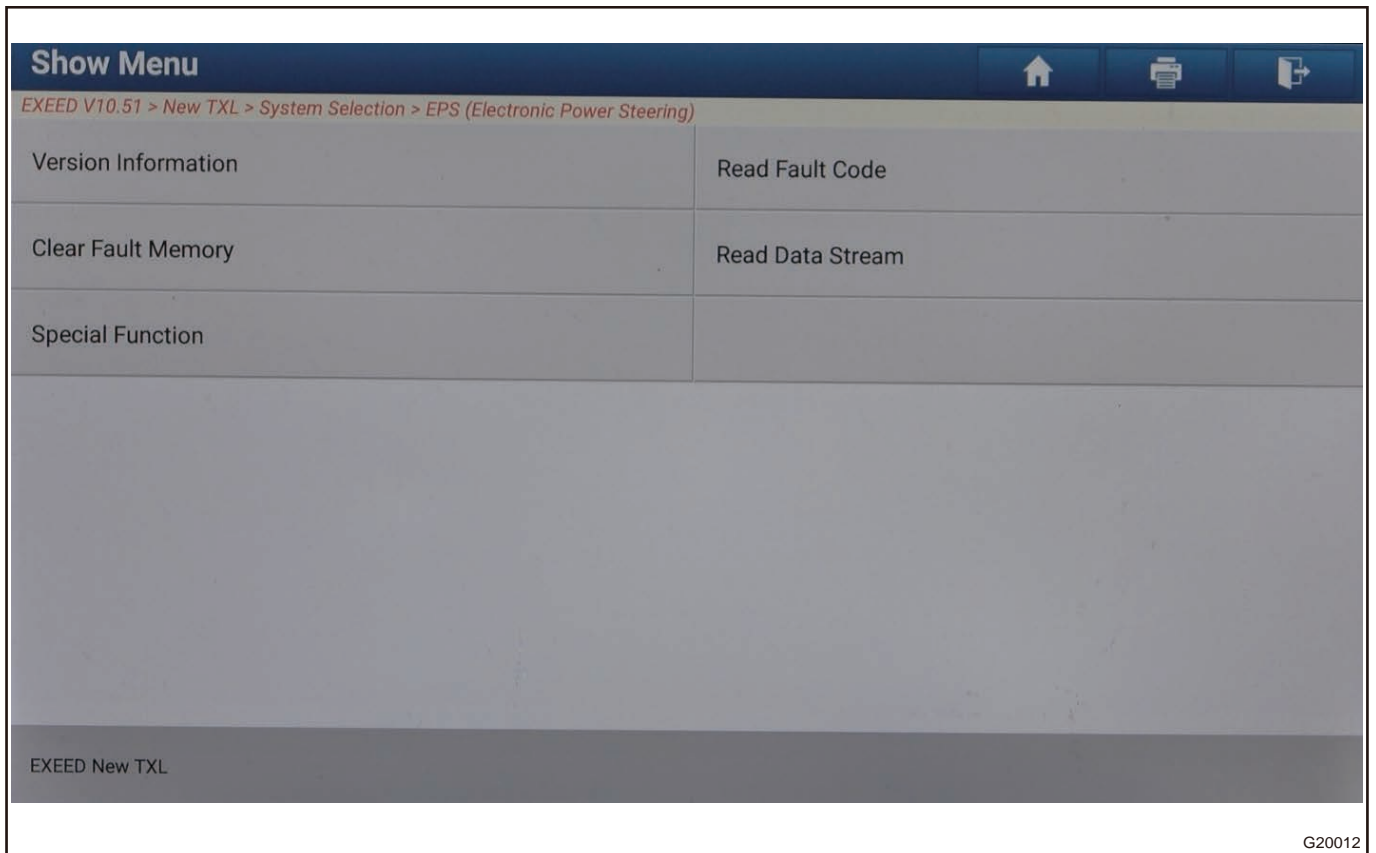 Show Menu
EXEED V10.51 > New TXL > System Selection > EPS (Electronic Power Steering)
Version Information
Read Fault Code
Clear Fault Memory
Read Data Stream
Special Function
EXEED New TXL
G20012